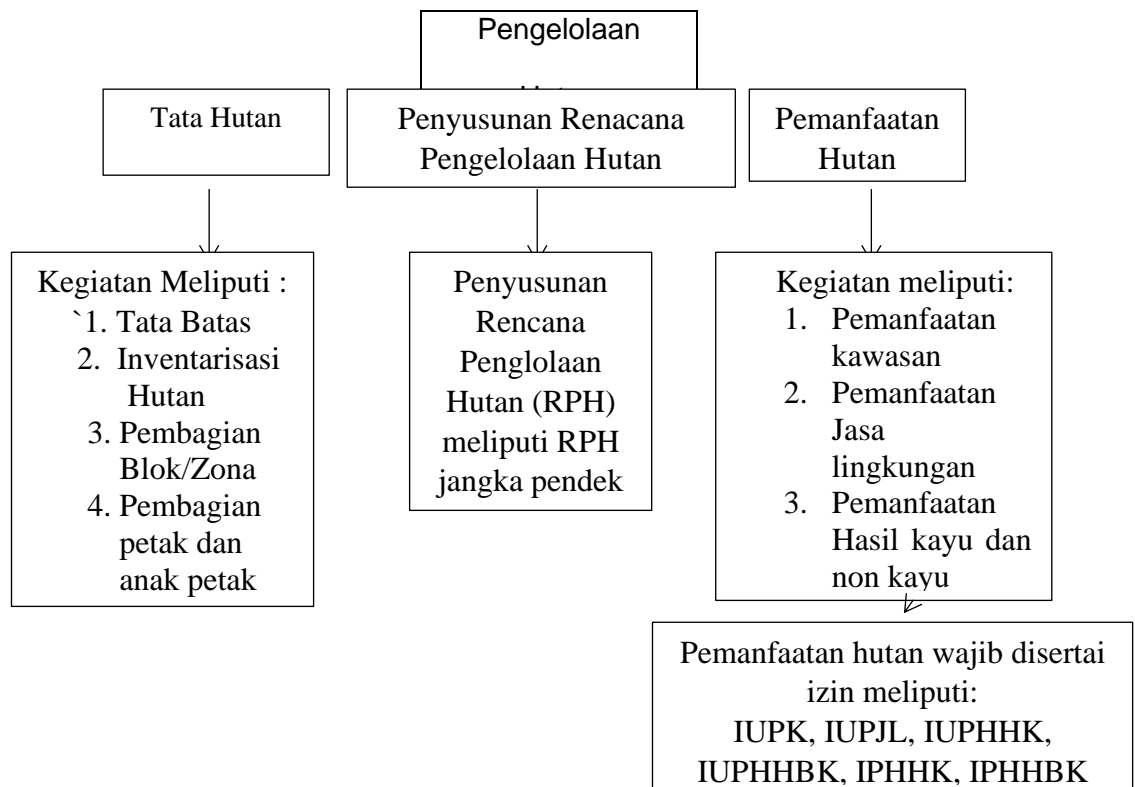 Pengelolaan
Tata Hutan
Penyusunan Renacana
Pengelolaan Hutan
Pemanfaatan
Hutan
Kegiatan Meliputi :
`1. Tata Batas
2. Inventarisasi
Hutan
3. Pembagian
Blok/Zona
4. Pembagian
petak dan
anak petak
Penyusunan
Rencana
Penglolaan
Hutan (RPH)
meliputi RPH
jangka pendek
Kegiatan meliputi:
1. Pemanfaatan
kawasan
2. Pemanfaatan
Jasa
lingkungan
3. Pemanfaatan
Hasil kayu dan
non kayu
Pemanfaatan hutan wajib disertai
izin meliputi:
IUPK, IUPJL, IUPHHK,
IUPHHBK, IPHHK, IPHHBK